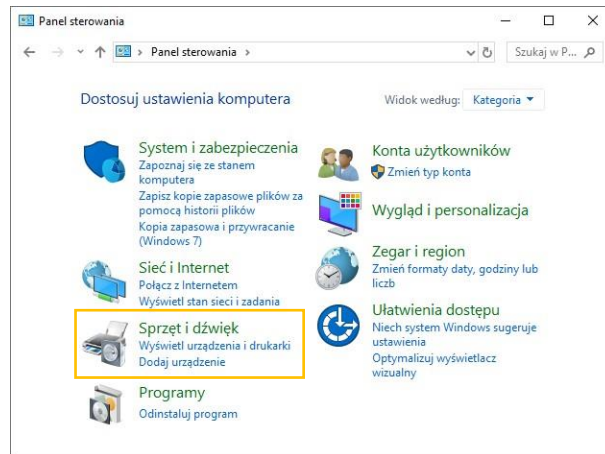 Panel sterowania
Panel sterowania
Szukaj w P...
Dostosuj ustawienia komputera
Widok według: Kategoria
System i zabezpieczenia
Zapoznaj się ze stanem
komputera
Zapisz kopie zapasowe plików za
pomocą historii plików
Kopia zapasowa i przywracanie
(Windows 7)
Sieć i Internet
Połącz z Internetem
Wyświetl stan sieci i zadania
Sprzęt i dźwięk
Wyświetl urządzenia i drukarki
Dodaj urządzenie
Programy
Odinstaluj program
Konta użytkowników
Zmień typ konta
Wygląd i personalizacja
Zegar i region
Zmień formaty daty, godziny lub
liczb
Ułatwienia dostępu
Niech system Windows sugeruje
ustawienia
Optymalizuj wyświetlacz
wizualny